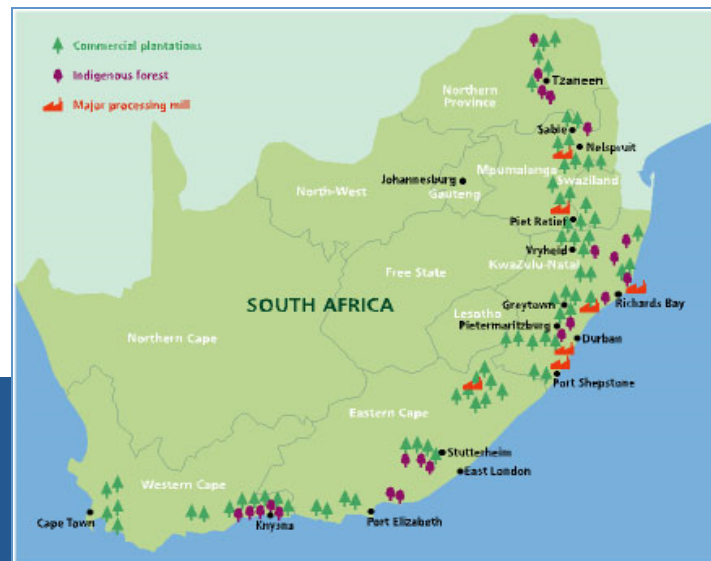 Commercial plantations
Indigenous forest
Major processing mill
Tzaneen
Northern
Province
Sabie
Nelspruit
Mpumalanga
Johannesburg
Swaziland
North-West
Gauteng
Piet Retief
Vryheid
KwaZulu-Natal
Free State
SOUTH AFRICA
Richards Bay
Greytown
Lesotho
Pietermaritzburg
Northern Cape
Durban
Port Shepstone
Eastern Cape
Stutterheim
East London
Western Cape
Cape Town
Knysna
Port Elizabeth